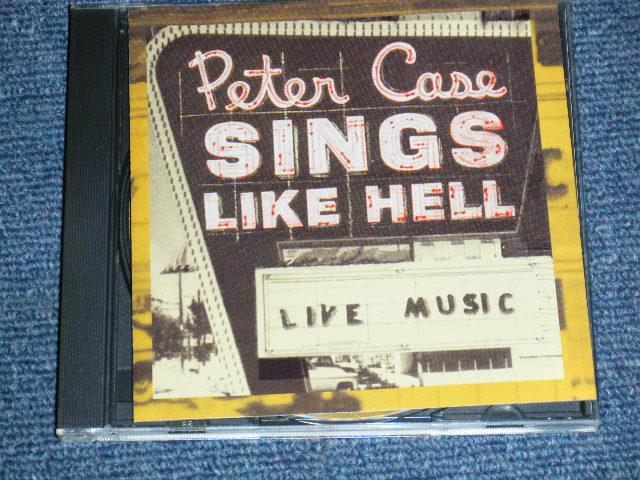 Peter Case
SINGS
LIKE HELL
LIVE MUSIC